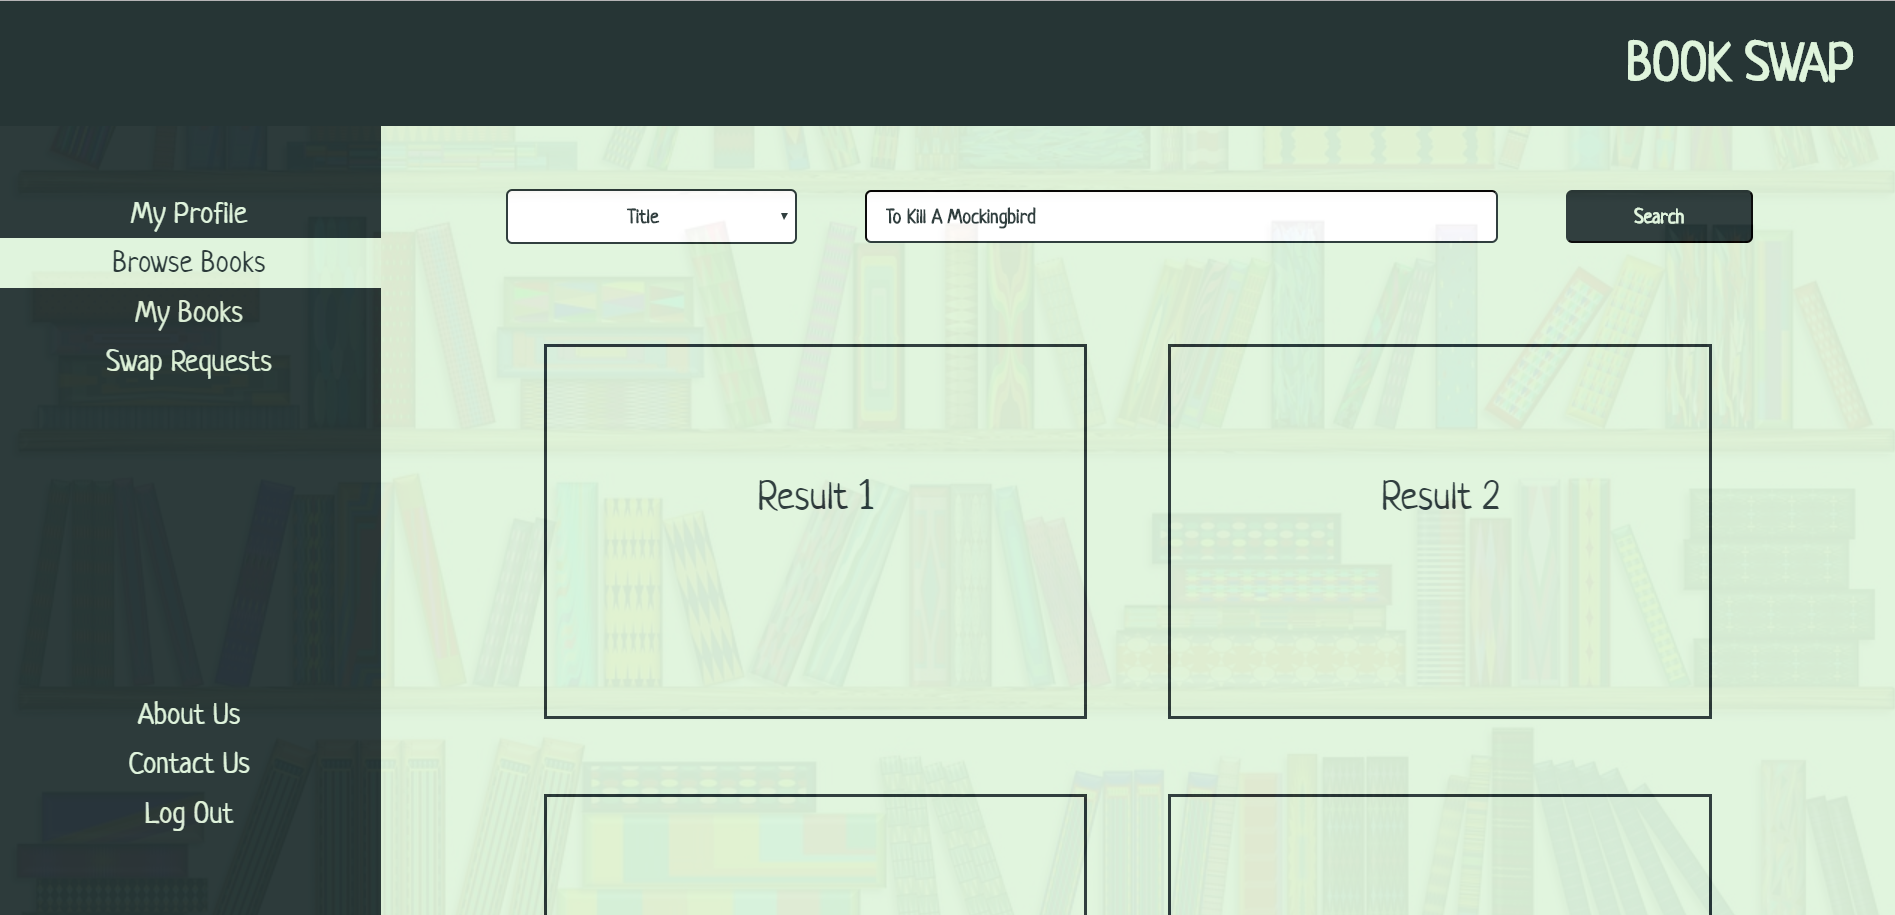 BOOK SWAP
My Profile
Browse Books
My Books
Swap Requests
About Us
Contact Us
Log Out
Title
To Kill A Mockingbird
Search
Result 1
Result 2